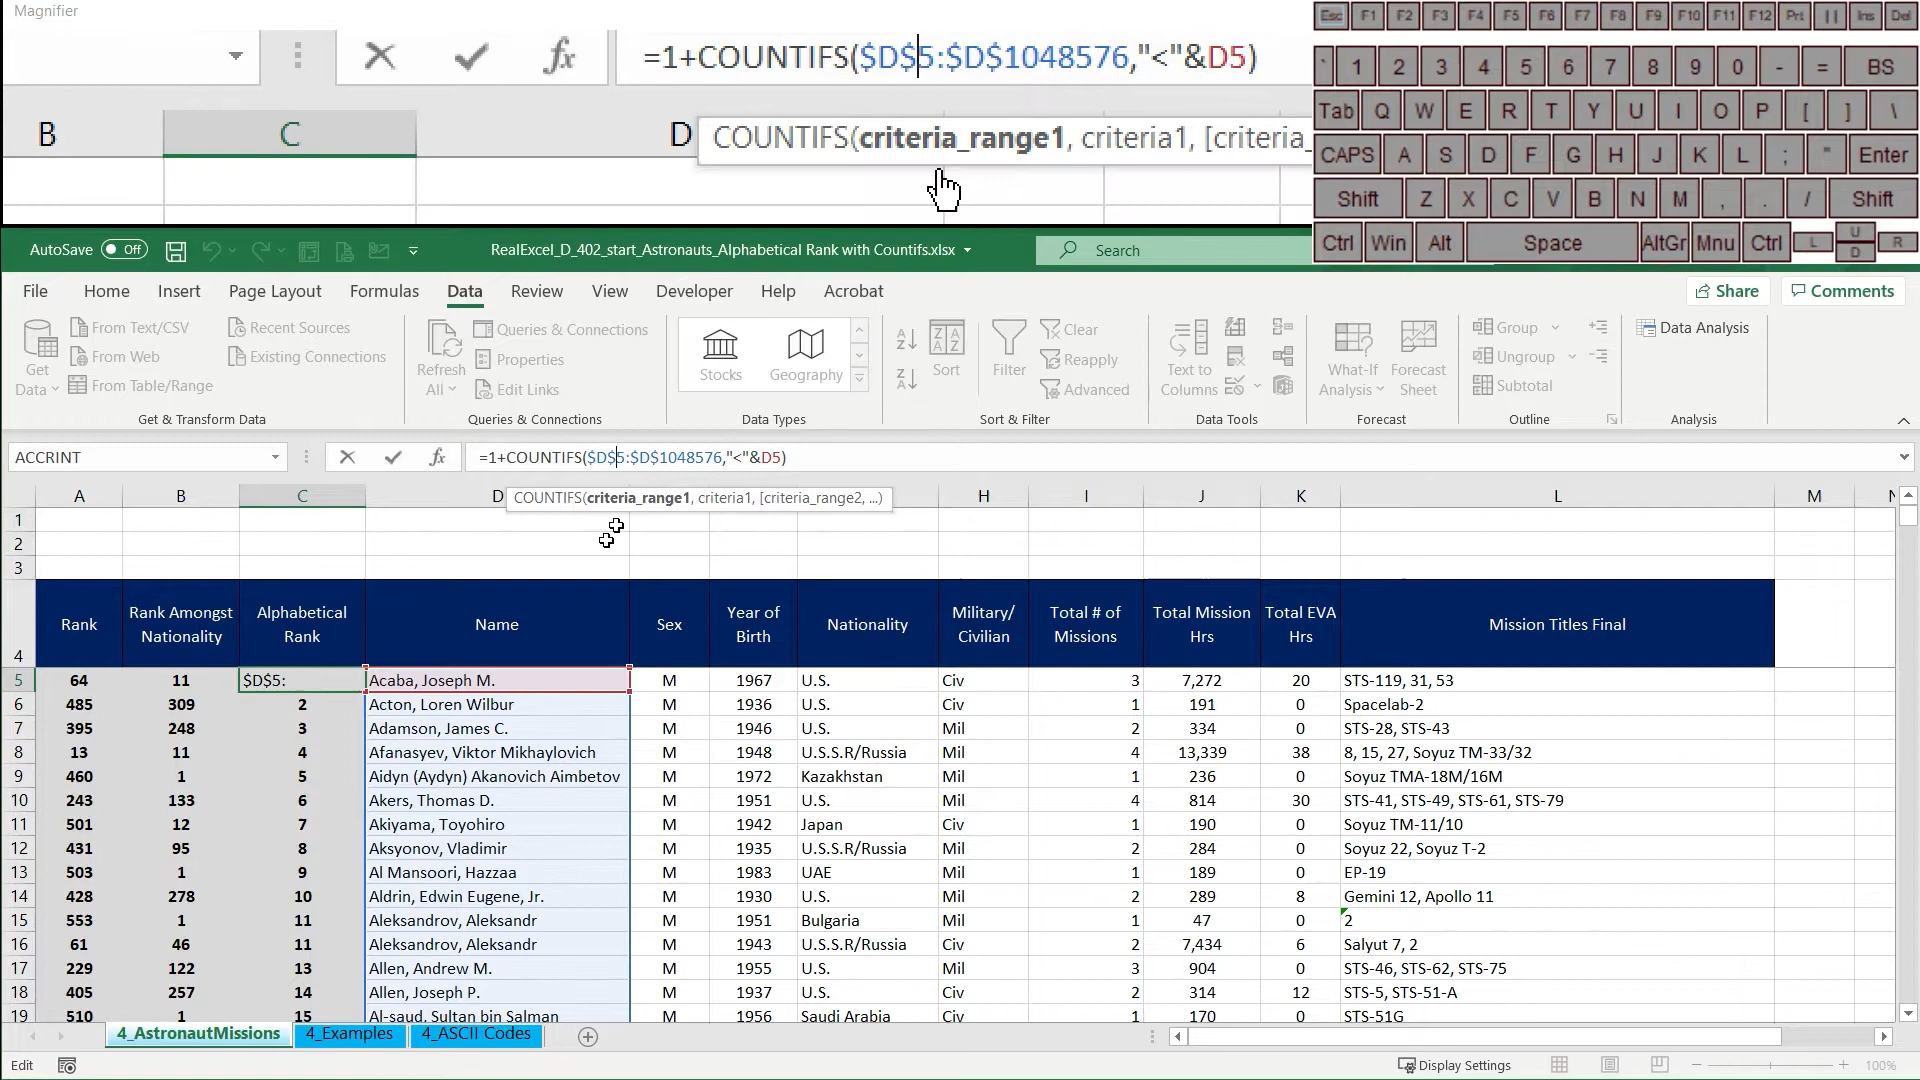 Magnifier
=1+COUNTIFS($D$5:$D$1048576,"<"&D5)
B C D
COUNTIFS(criteria_range1, criteria1, [criteria_
Esc F1 F2 F3 F4 F5 F6 F7 F8 F9 F10 F11 F12 Prt || Ins Del
` 1 2 3 4 5 6 7 8 9 0 - = BS
Tab Q W E R T Y U I O P [ ] \
CAPS A S D F G H J K L ; " Enter
Shift Z X C V B N M , . / Shift
Ctrl Win Alt Space AltGr Mnu Ctrl L U D R
AutoSave Off RealExcel_D_402_start_Astronauts_Alphabetical Rank with Countifs.xlsx Search
File Home Insert Page Layout Formulas Data Review View Developer Help Acrobat Share Comments
Get Data
From Text/CSV
From Web
From Table/Range
Recent Sources
Existing Connections
Get & Transform Data
Refresh All
Queries & Connections
Properties
Edit Links
Queries & Connections
Stocks Geography
Data Types
Sort Filter
Clear
Reapply
Advanced
Sort & Filter
Text to Columns
Data Tools
What-If Analysis
Forecast Sheet
Forecast
Group
Ungroup
Subtotal
Outline
Data Analysis
Analysis
ACCRINT fx =1+COUNTIFS($D$5:$D$1048576,"<"&D5)
COUNTIFS(criteria_range1, criteria1, [criteria_range2, ...)
A B C D H I J K L M N
1
2
3
4 Rank Rank Amongst Nationality Alphabetical Rank Name Sex Year of Birth Nationality Military/ Civilian Total # of Missions Total Mission Hrs Total EVA Hrs Mission Titles Final
5 64 11 $D$5: Acaba, Joseph M. M 1967 U.S. Civ 3 7,272 20 STS-119, 31, 53
6 485 309 2 Acton, Loren Wilbur M 1936 U.S. Civ 1 191 0 Spacelab-2
7 395 248 3 Adamson, James C. M 1946 U.S. Mil 2 334 0 STS-28, STS-43
8 13 11 4 Afanasyev, Viktor Mikhaylovich M 1948 U.S.S.R/Russia Mil 4 13,339 38 8, 15, 27, Soyuz TM-33/32
9 460 1 5 Aidyn (Aydyn) Akanovich Aimbetov M 1972 Kazakhstan Mil 1 236 0 Soyuz TMA-18M/16M
10 243 133 6 Akers, Thomas D. M 1951 U.S. Mil 4 814 30 STS-41, STS-49, STS-61, STS-79
11 501 12 7 Akiyama, Toyohiro M 1942 Japan Civ 1 190 0 Soyuz TM-11/10
12 431 95 8 Aksyonov, Vladimir M 1935 U.S.S.R/Russia Mil 2 284 0 Soyuz 22, Soyuz T-2
13 503 1 9 Al Mansoori, Hazzaa M 1983 UAE Mil 1 189 0 EP-19
14 428 278 10 Aldrin, Edwin Eugene, Jr. M 1930 U.S. Mil 2 289 8 Gemini 12, Apollo 11
15 553 1 11 Aleksandrov, Aleksandr M 1951 Bulgaria Mil 1 47 0 2
16 61 46 11 Aleksandrov, Aleksandr M 1943 U.S.S.R/Russia Civ 2 7,434 6 Salyut 7, 2
17 229 122 13 Allen, Andrew M. M 1955 U.S. Mil 3 904 0 STS-46, STS-62, STS-75
18 405 257 14 Allen, Joseph P. M 1937 U.S. Civ 2 314 12 STS-5, STS-51-A
19 510 1 15 Al-saud, Sultan bin Salman M 1956 Saudi Arabia Civ 1 170 0 STS-51G
4_AstronautMissions 4_Examples 4_ASCII Codes
Edit Display Settings 100%